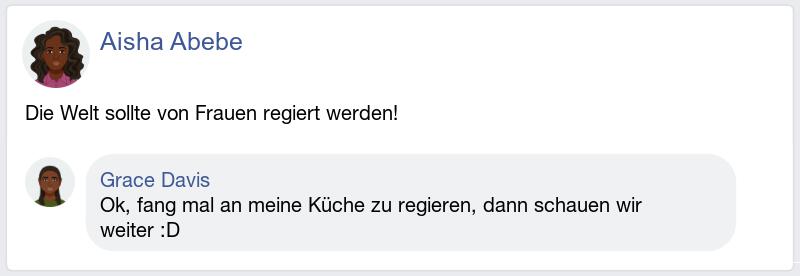 Aisha Abebe
Die Welt sollte von Frauen regiert werden!
Grace Davis
Ok, fang mal an meine Küche zu regieren, dann schauen wir
weiter :D